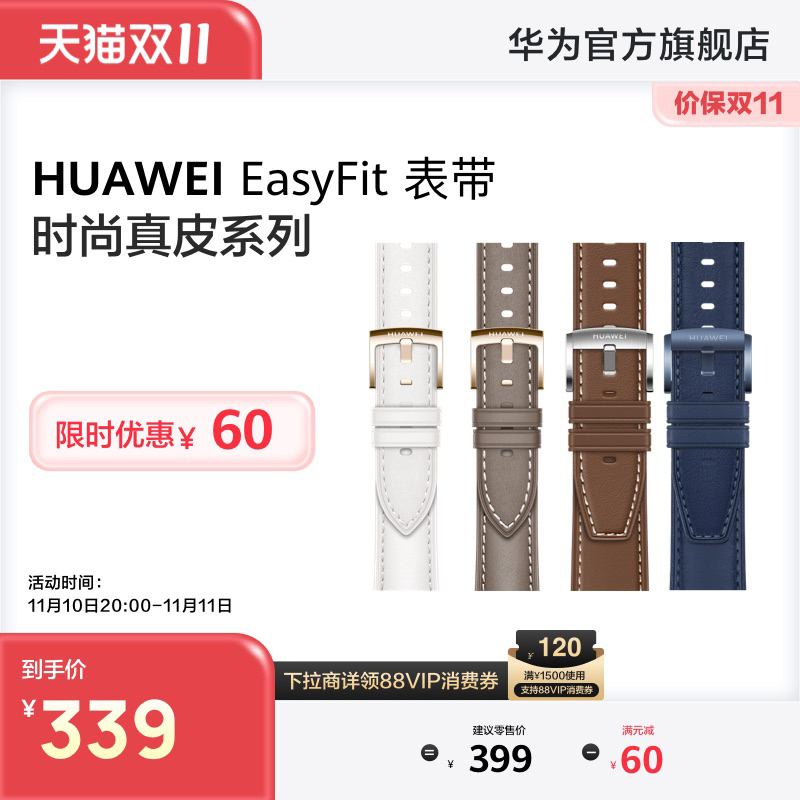 天猫双11
华为官方旗舰店
价保双11
HUAWEI EasyFit 表带
时尚真皮系列
HUAWEI
HUAWEI
HUAWEI
HUAWEI
限时优惠¥ 60
活动时间：
11月10日20:00-11月11日
到手价
¥339
下拉商详领88VIP消费券
¥ 120
满¥1500使用
支持88VIP消费券
=
建议零售价
¥ 399
−
满元减
¥ 60